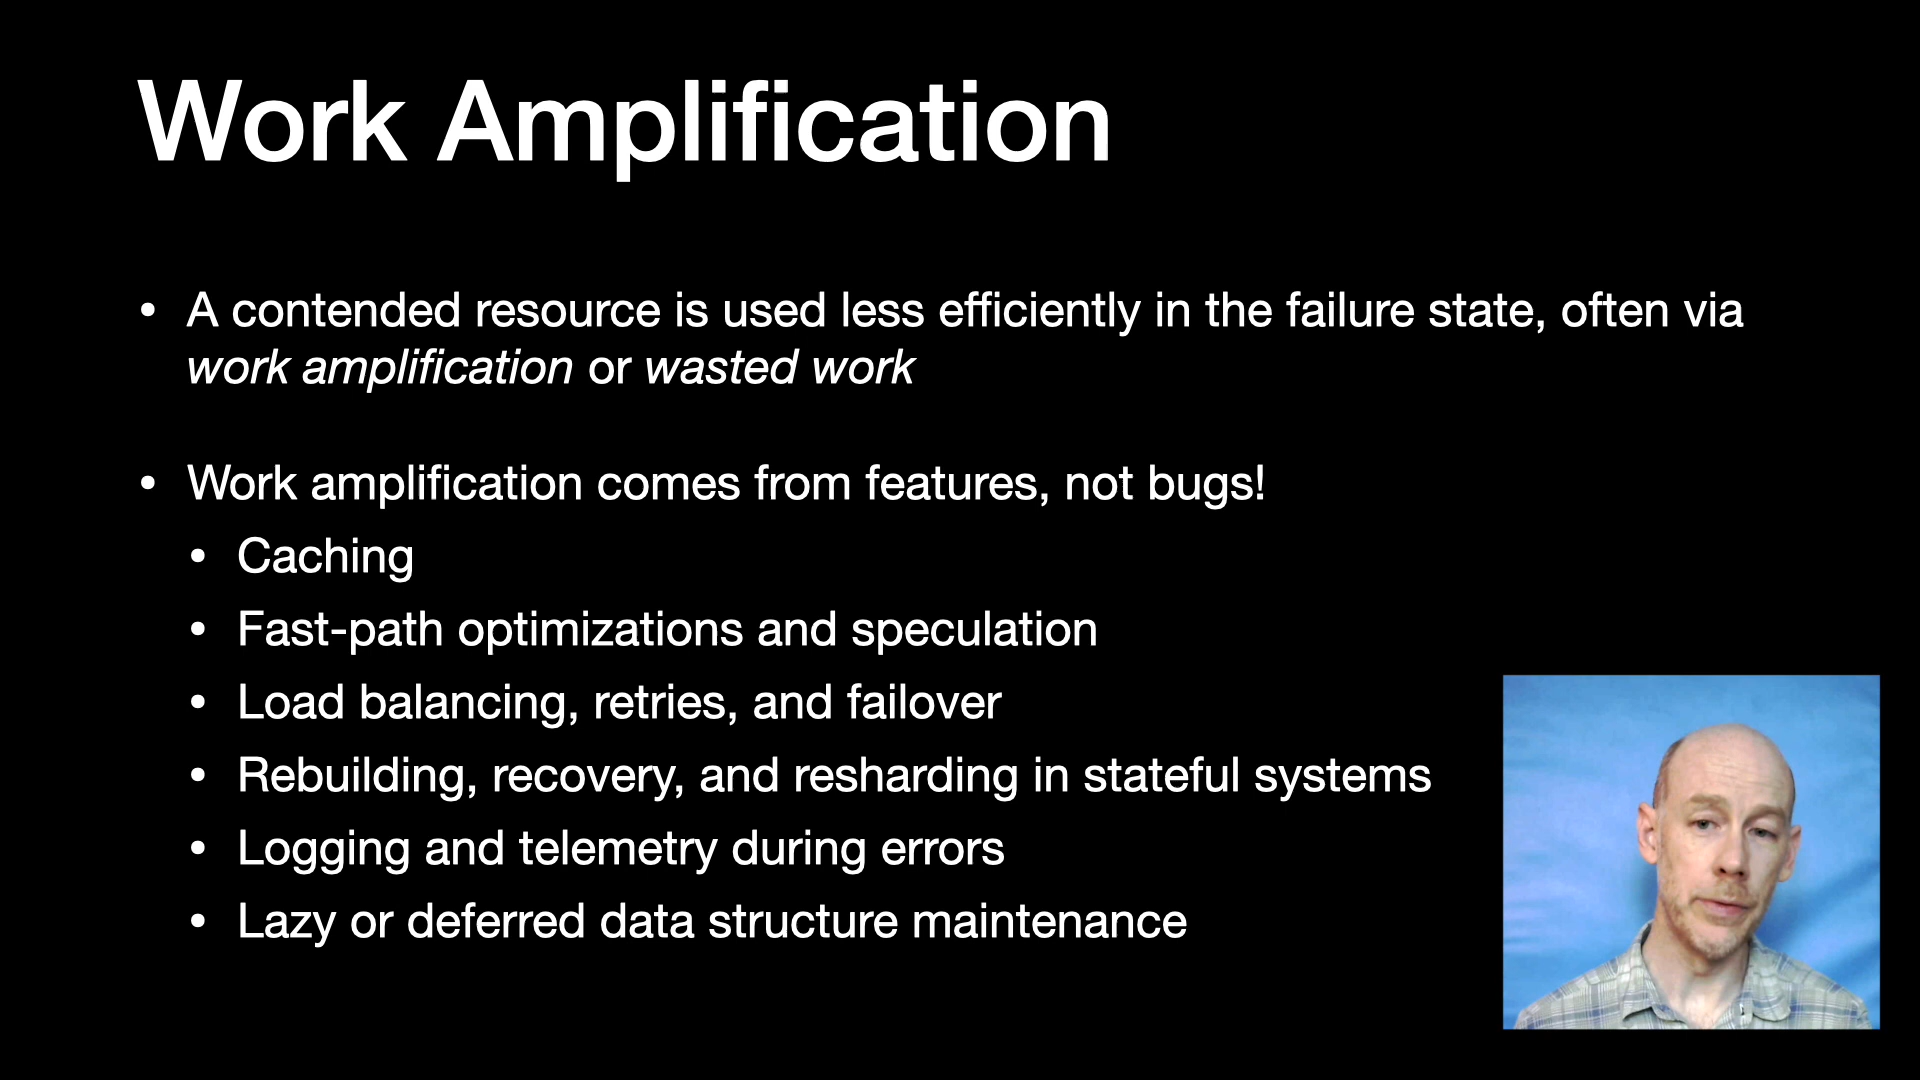 Work Amplification
• A contended resource is used less efficiently in the failure state, often via
work amplification or wasted work
• Work amplification comes from features, not bugs!
• Caching
• Fast-path optimizations and speculation
• Load balancing, retries, and failover
• Rebuilding, recovery, and resharding in stateful systems
• Logging and telemetry during errors
• Lazy or deferred data structure maintenance